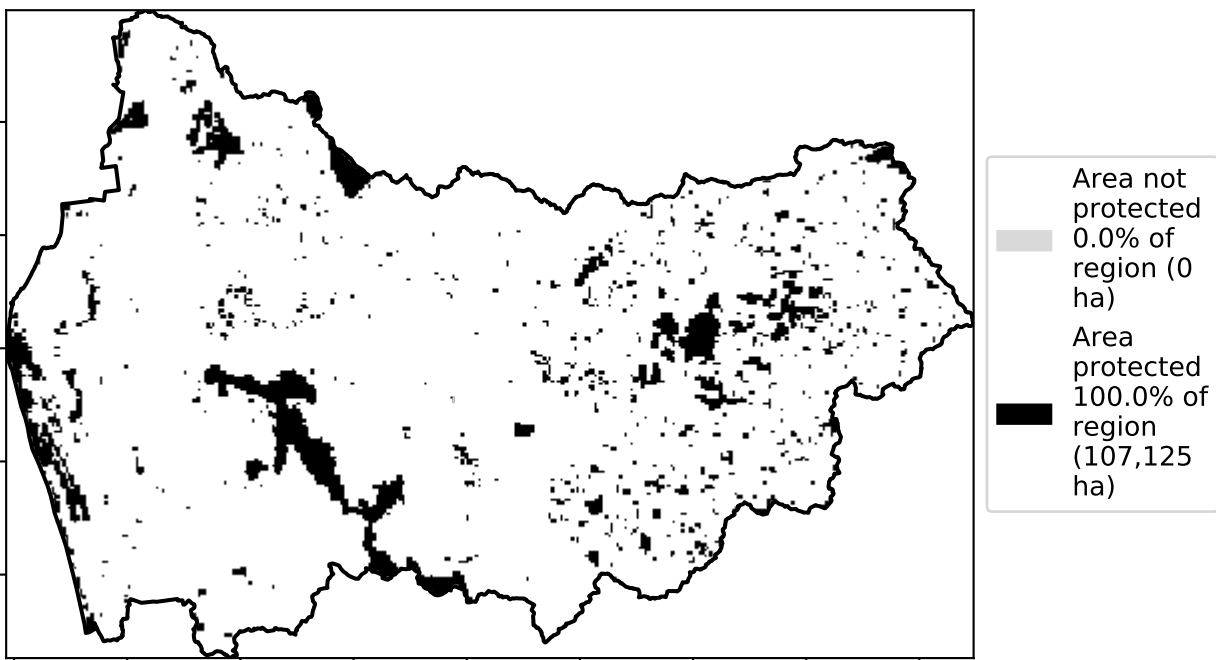 Area not
protected
0.0% of
region (0
ha)
Area
protected
100.0% of
region
(107,125
ha)